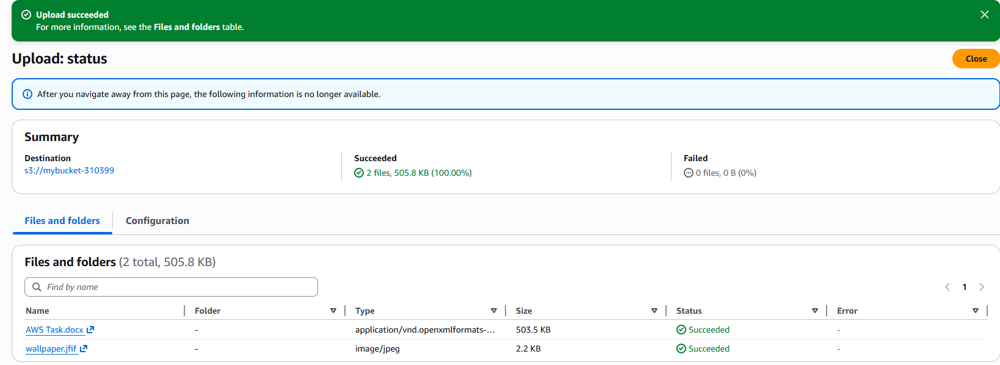 Upload succeeded
For more information, see the Files and folders table.
Upload: status
Close
After you navigate away from this page, the following information is no longer available.
Summary
Destination
s3://mybucket-310399
Succeeded
2 files, 505.8 KB (100.00%)
Failed
0 files, 0 B (0%)
Files and folders
Configuration
Files and folders (2 total, 505.8 KB)
Find by name
1
Name Folder Type Size Status Error
AWS Task.docx - application/vnd.openxmlformats-... 503.5 KB Succeeded -
wallpaper.jfif - image/jpeg 2.2 KB Succeeded -